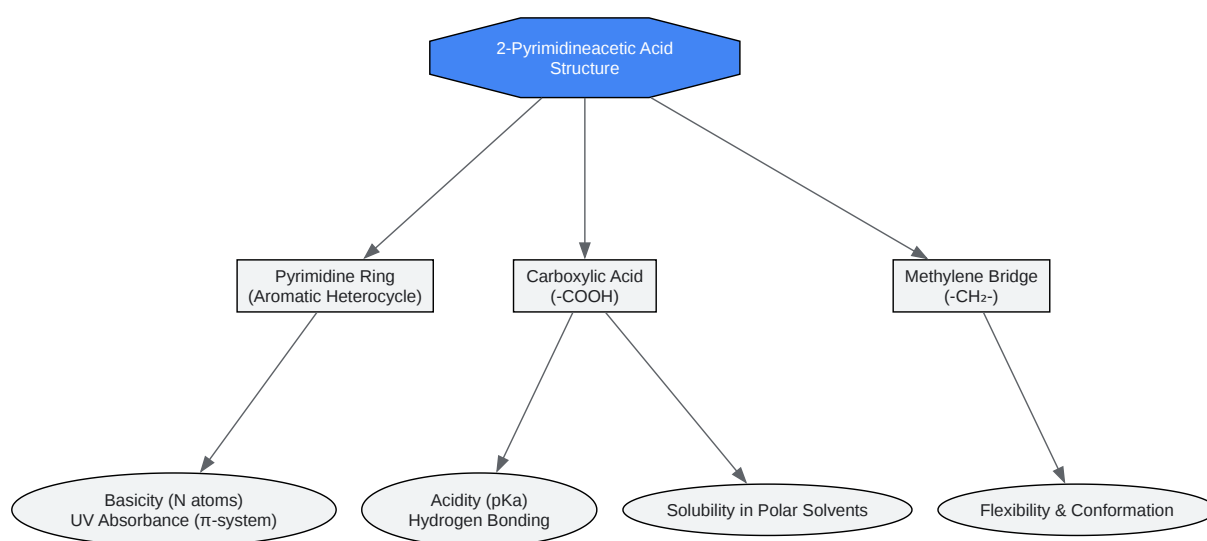 2-Pyrimidineacetic Acid
Structure
Pyrimidine Ring
(Aromatic Heterocycle)
Carboxylic Acid
(-COOH)
Methylene Bridge
(-CH₂-)
Basicity (N atoms)
UV Absorbance (π-system)
Acidity (pKa)
Hydrogen Bonding
Solubility in Polar Solvents
Flexibility & Conformation